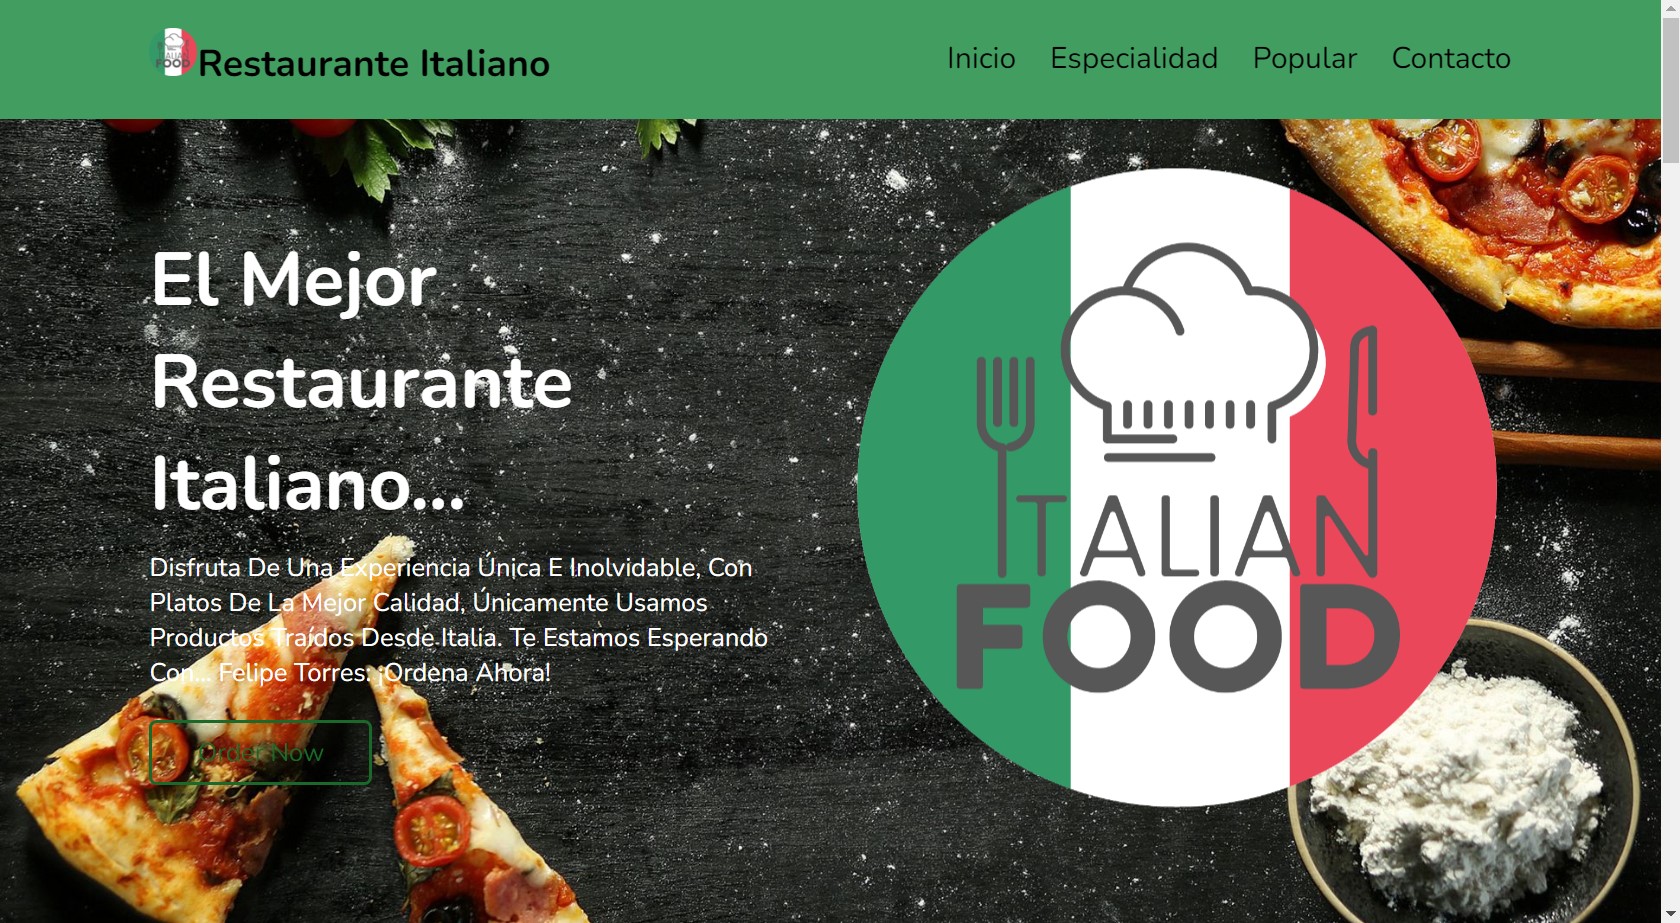 Restaurante Italiano
Inicio Especialidad Popular Contacto
El Mejor
Restaurante
Italiano...
Disfruta De Una Experiencia Única E Inolvidable, Con
Platos De La Mejor Calidad, Únicamente Usamos
Productos Traídos Desde Italia. Te Estamos Esperando
Con... Felipe Torres: ¡Ordena Ahora!
Order Now
ITALIAN
FOOD